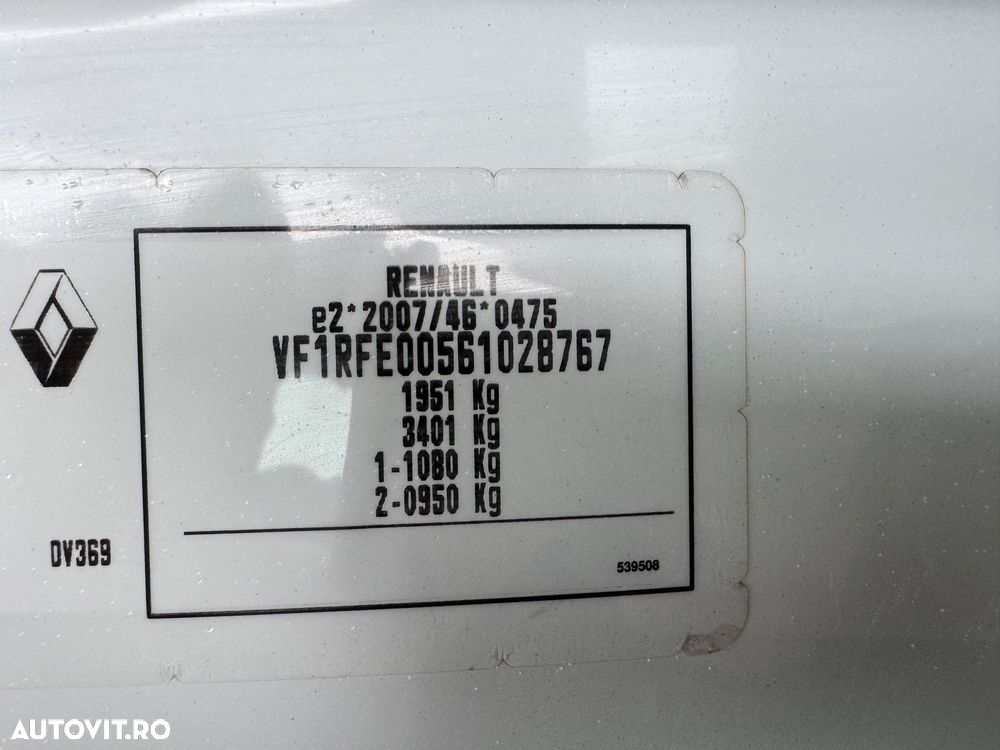 RENAULT
e2*2007/46*0475
VF1RFE00561028767
1951 Kg
3401 Kg
1-1080 Kg
2-0950 Kg
DV369
539508
AUTOVIT.RO